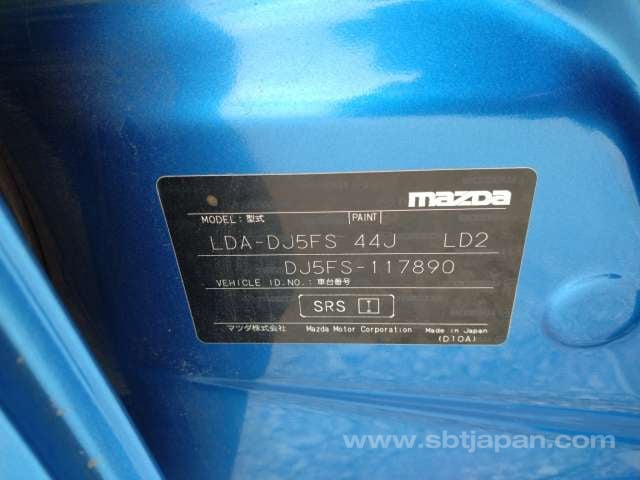 mazda
MODEL:型式 PAINT
LDA-DJ5FS 44J LD2
DJ5FS-117890
VEHICLE ID.NO.:車台番号
SRS I
マツダ株式会社 Mazda Motor Corporation Made in Japan
(D10A)
www.sbtjapan.com